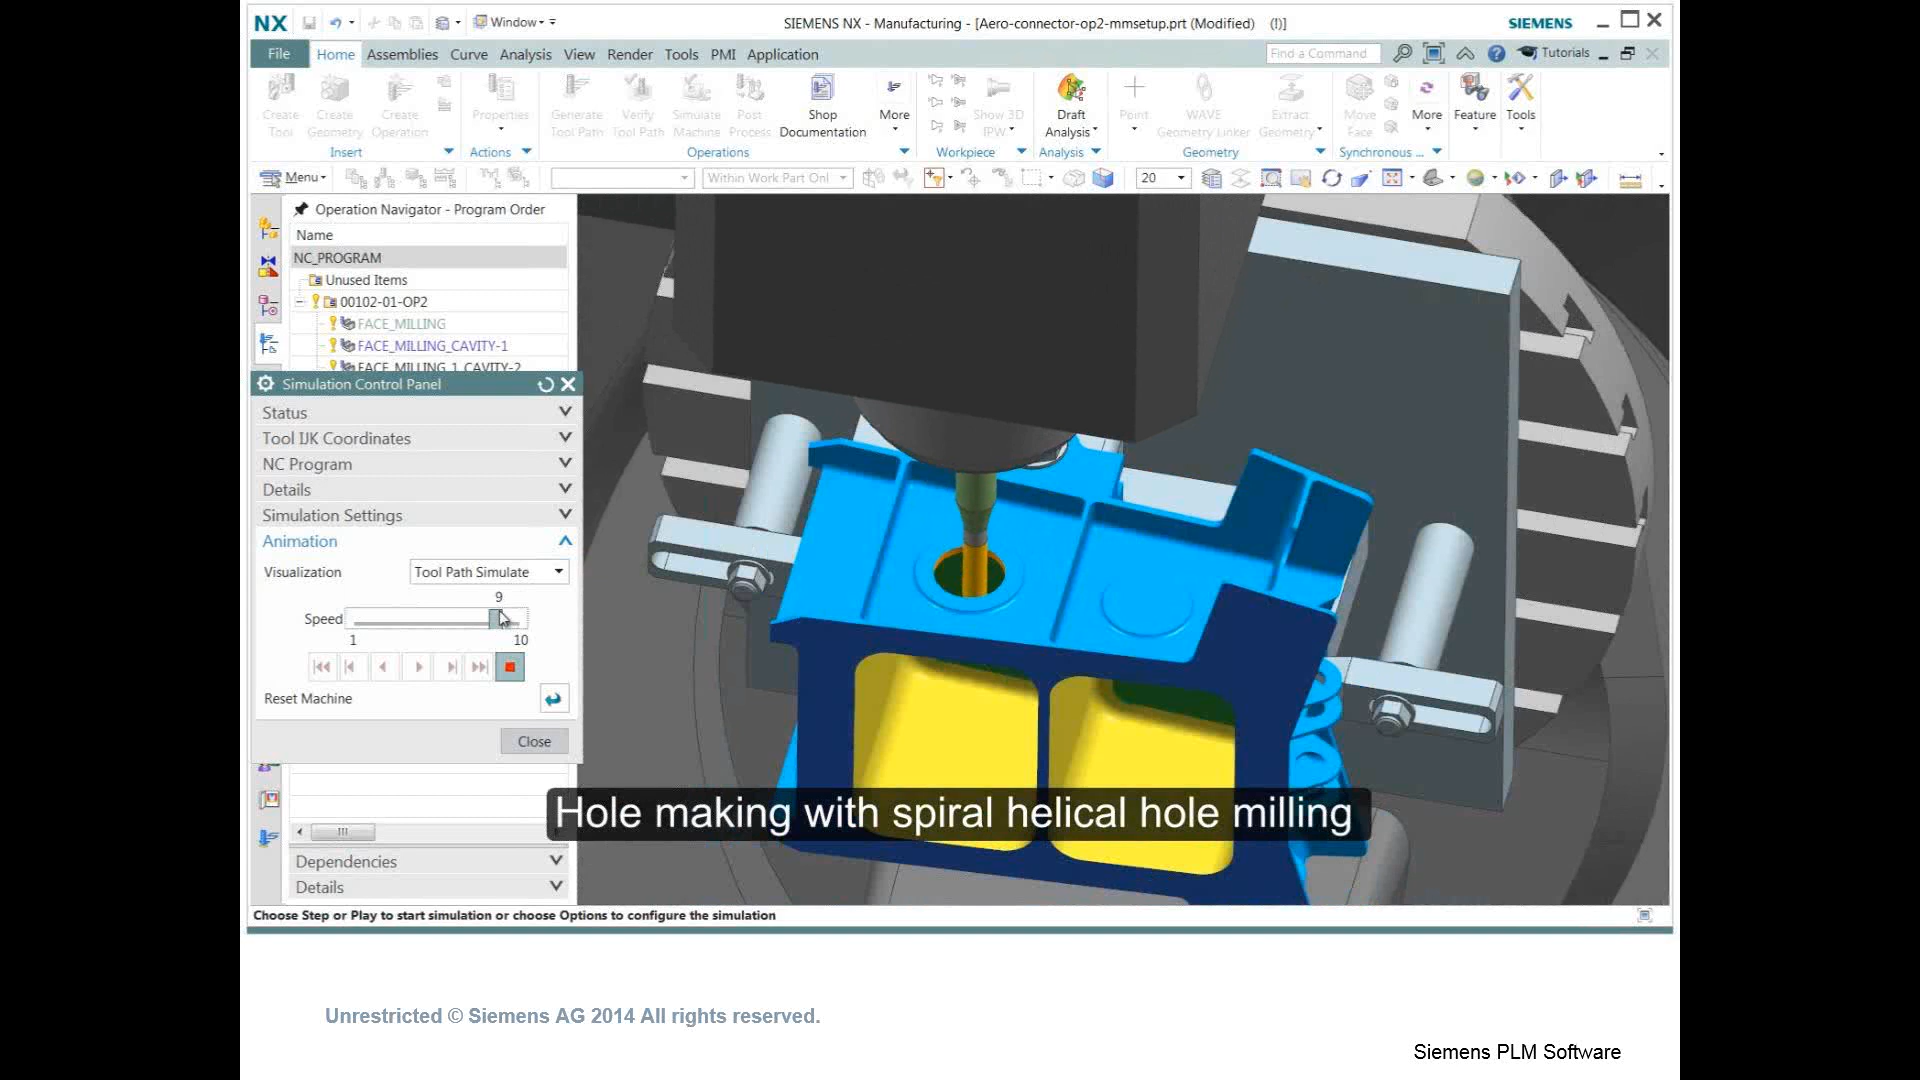 NX
Window
SIEMENS NX - Manufacturing - [Aero-connector-op2-mmsetup.prt (Modified) (!)]
SIEMENS
File Home Assemblies Curve Analysis View Render Tools PMI Application
Find a Command
Tutorials
Create Tool
Create Geometry
Create Operation
Properties
Generate Tool Path
Verify Tool Path
Simulate Machine
Post Process
Shop Documentation
More
Show 3D IPW
Draft Analysis
Point
WAVE Geometry Linker
Extract Geometry
Move Face
More
Feature
Tools
Insert Actions Operations Workpiece Analysis Geometry Synchronous ...
Menu
Within Work Part Onl
20
Operation Navigator - Program Order
Name
NC_PROGRAM
Unused Items
00102-01-OP2
FACE_MILLING
FACE_MILLING_CAVITY-1
FACE_MILLING_1_CAVITY-2
Simulation Control Panel
Status
Tool IJK Coordinates
NC Program
Details
Simulation Settings
Animation
Visualization Tool Path Simulate
9
Speed
1 10
Reset Machine
Close
Hole making with spiral helical hole milling
Dependencies
Details
Choose Step or Play to start simulation or choose Options to configure the simulation
Unrestricted © Siemens AG 2014 All rights reserved.
Siemens PLM Software